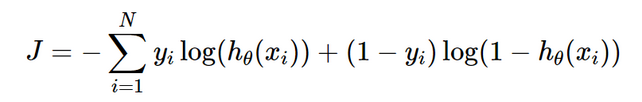 J = −∑_{i=1}^{N} y_i log(h_θ(x_i)) + (1 − y_i) log(1 − h_θ(x_i))